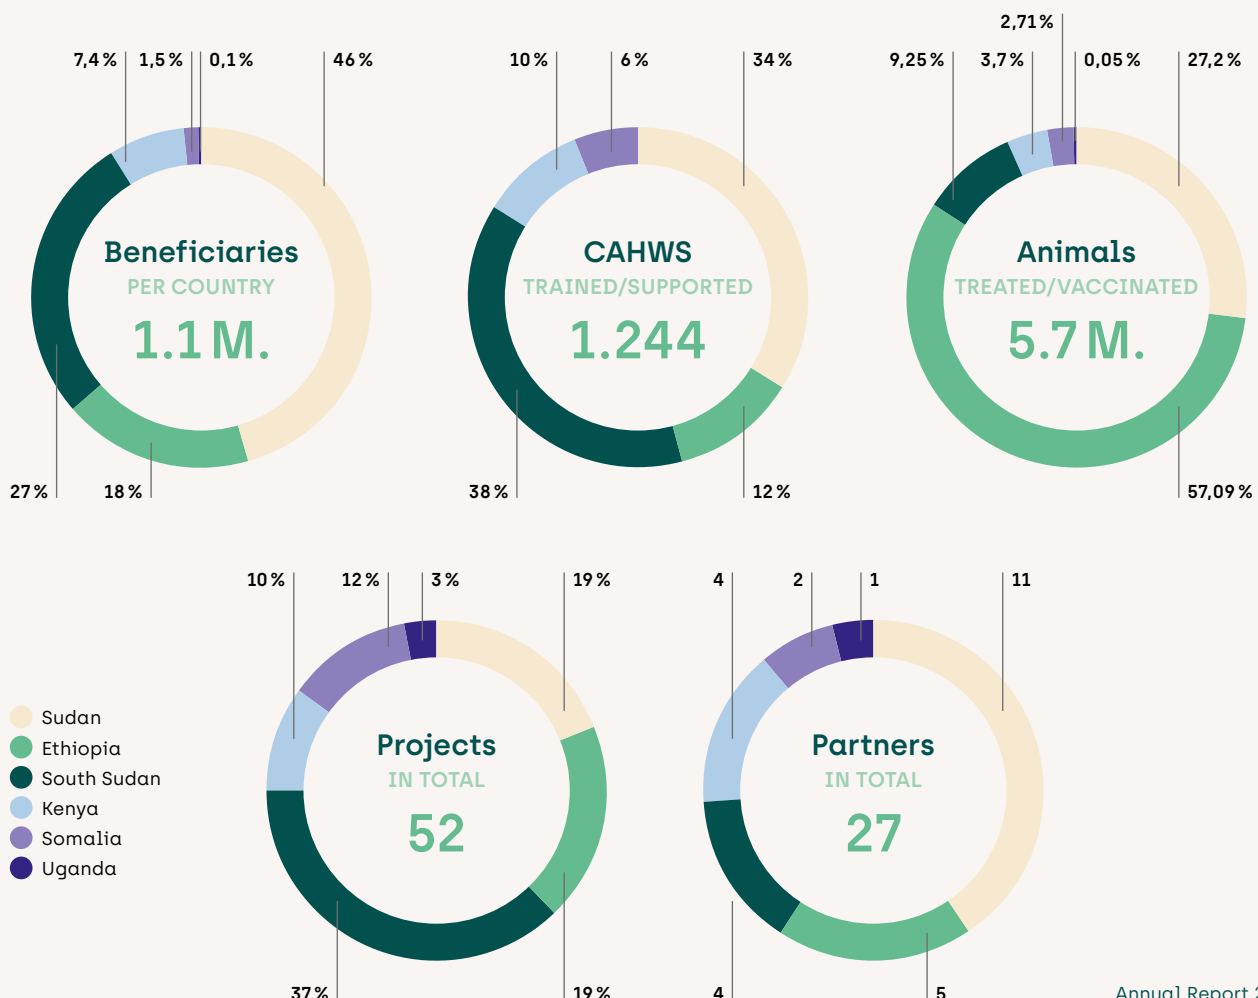 2,71 %
7,4 % 1,5 % 0,1 % 46 % 10 % 6 % 34 % 9,25 % 3,7 % 0,05 % 27,2 %
Beneficiaries
PER COUNTRY
1.1 M.
CAHWS
TRAINED/SUPPORTED
1.244
Animals
TREATED/VACCINATED
5.7 M.
27 % 18 % 38 % 12 % 57,09 %
10 % 12 % 3 % 19 % 4 2 1 11
Sudan
Ethiopia
South Sudan
Kenya
Somalia
Uganda
Projects
IN TOTAL
52
Partners
IN TOTAL
27
37 % 19 % 4 5
Annual Report